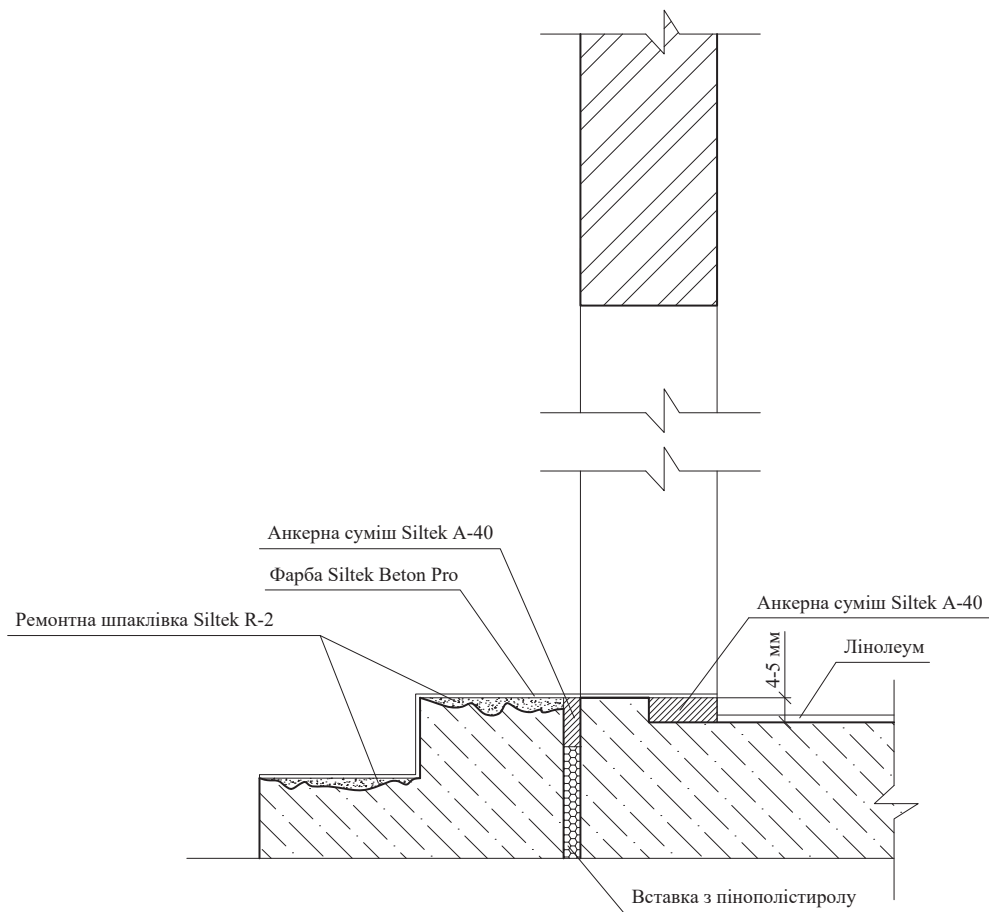 Анкерна суміш Siltek А-40
Фарба Siltek Beton Pro
Ремонтна шпаклівка Siltek R-2
Анкерна суміш Siltek А-40
Лінолеум
4-5 мм
Вставка з пінополістиролу